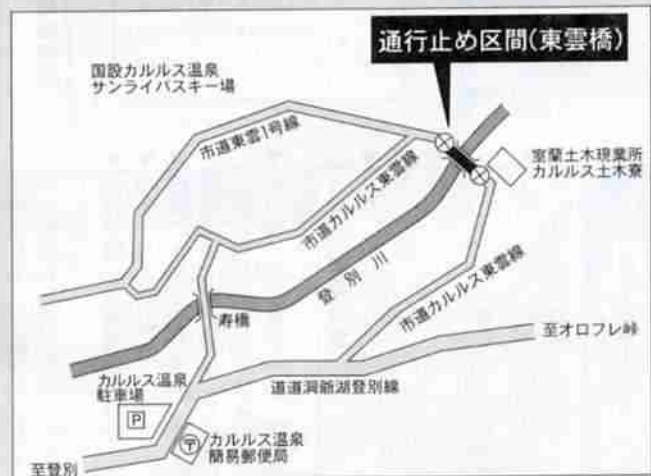 通行止め区間(東雲橋)
国設カルルス温泉
サンライバスキー場
市道東雲1号線
市道カルルス東雲線
室蘭土木現業所
カルルス土木寮
登別川
市道カルルス東雲線
寿橋
至オロフレ峠
カルルス温泉
駐車場
P
道道洞爺湖登別線
〒
カルルス温泉
簡易郵便局
至登別